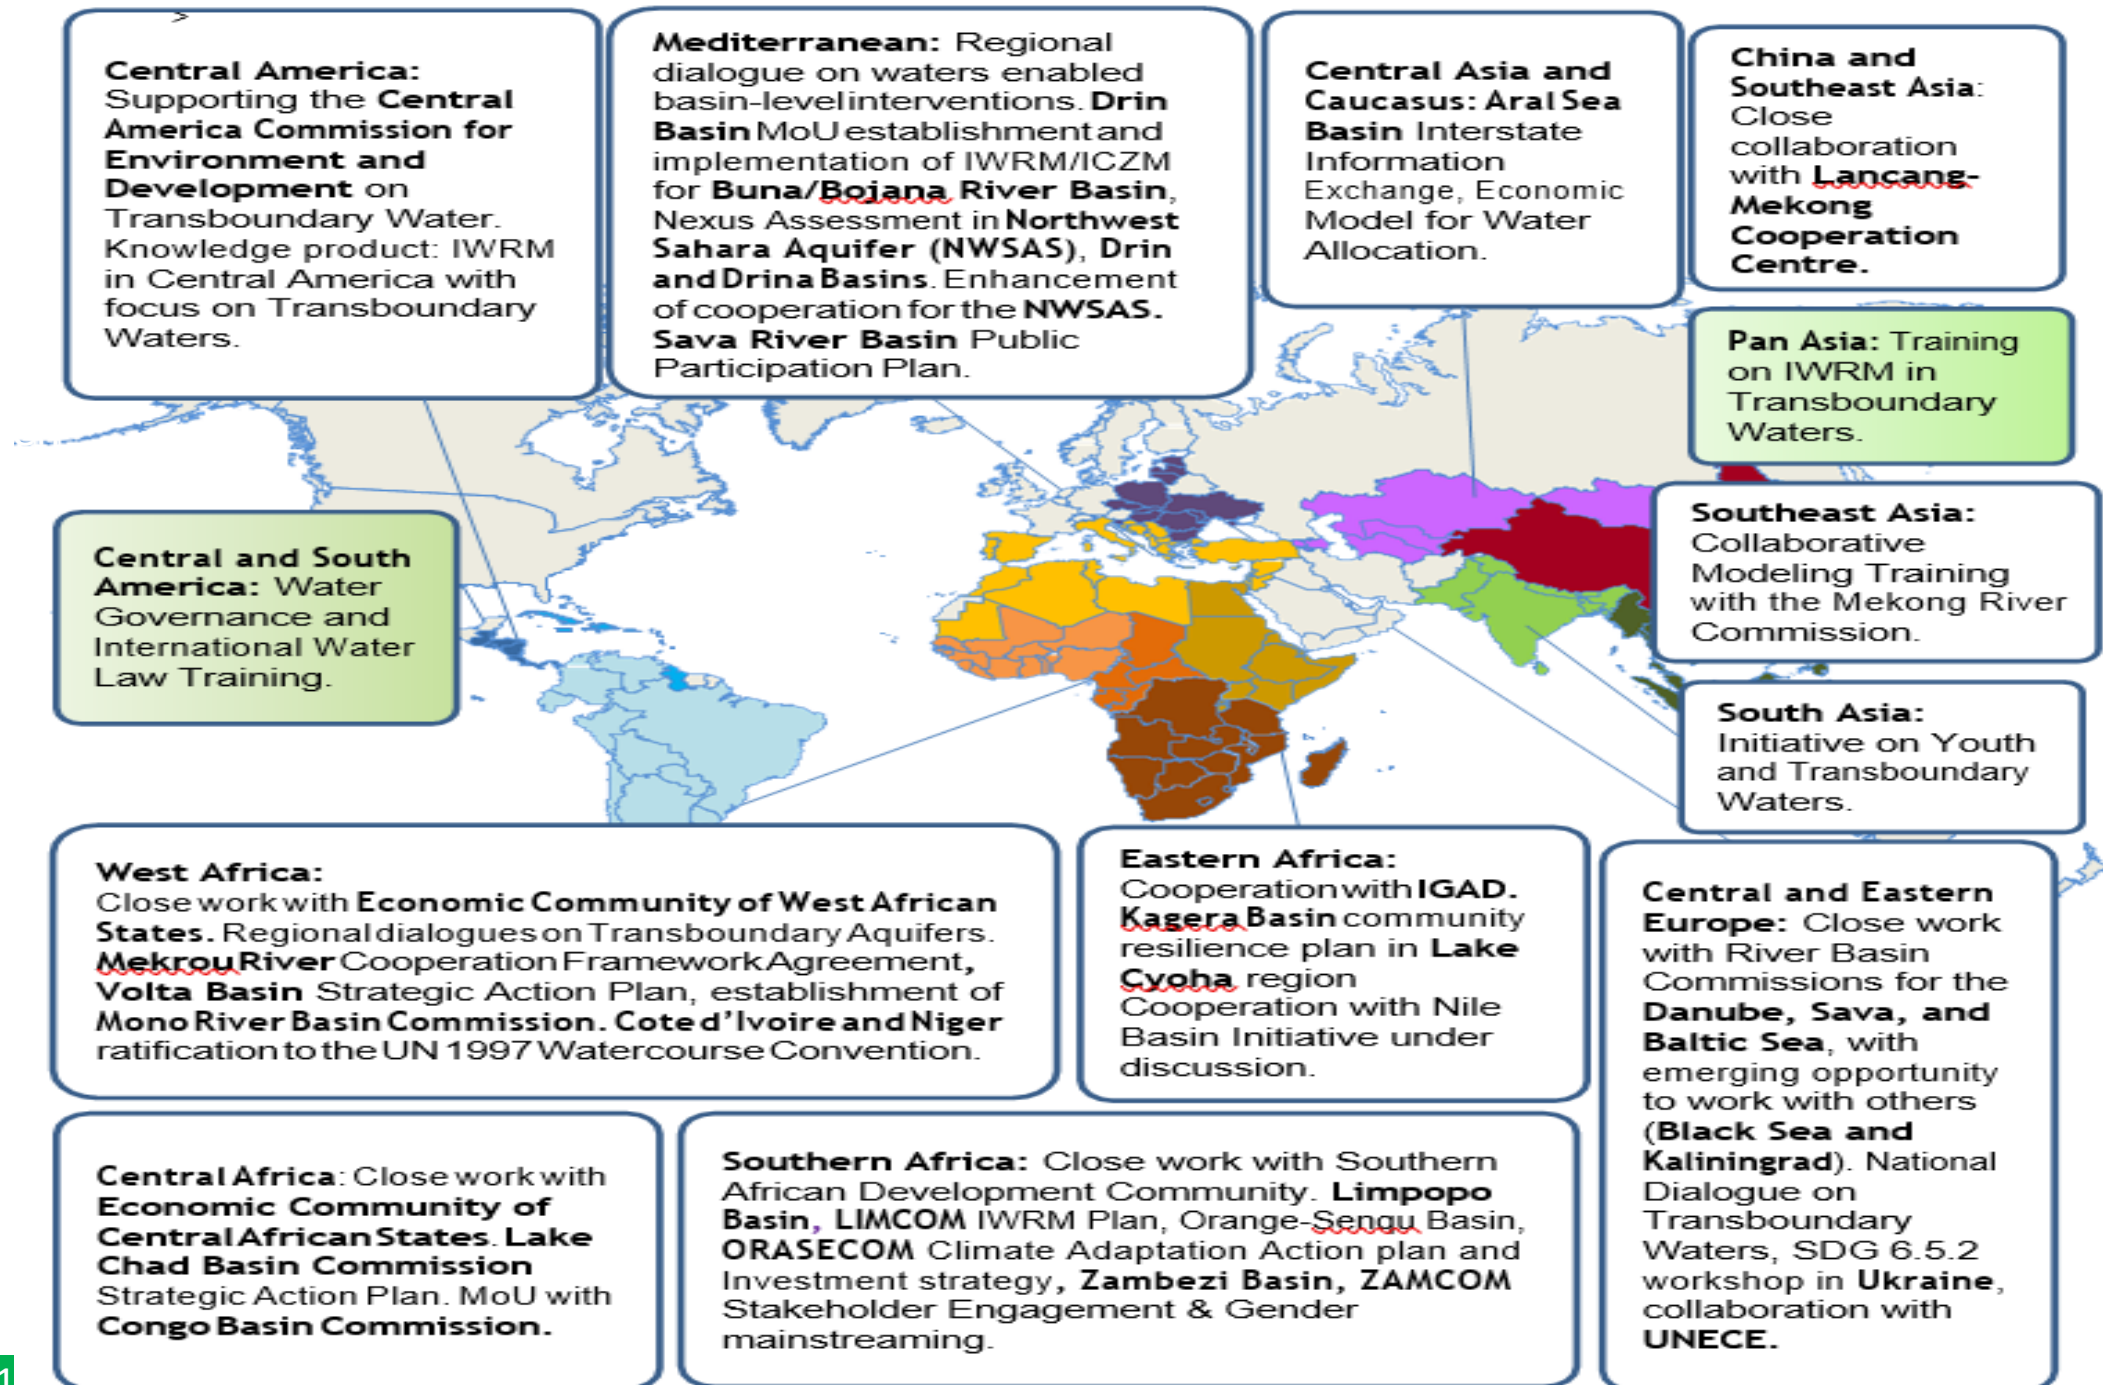 >
Central America:
Supporting the Central
America Commission for
Environment and
Development on
Transboundary Water.
Knowledge product: IWRM
in Central America with
focus on Transboundary
Waters.
Mediterranean: Regional
dialogue on waters enabled
basin-level interventions. Drin
Basin MoU establishment and
implementation of IWRM/ICZM
for Buna/Bojana River Basin,
Nexus Assessment in Northwest
Sahara Aquifer (NWSAS), Drin
and Drina Basins. Enhancement
of cooperation for the NWSAS.
Sava River Basin Public
Participation Plan.
Central Asia and
Caucasus: Aral Sea
Basin Interstate
Information
Exchange, Economic
Model for Water
Allocation.
China and
Southeast Asia:
Close
collaboration
with Lancang-
Mekong
Cooperation
Centre.
Pan Asia: Training
on IWRM in
Transboundary
Waters.
Central and South
America: Water
Governance and
International Water
Law Training.
Southeast Asia:
Collaborative
Modeling Training
with the Mekong River
Commission.
South Asia:
Initiative on Youth
and Transboundary
Waters.
West Africa:
Close work with Economic Community of West African
States. Regional dialogues on Transboundary Aquifers.
Mekrou River Cooperation Framework Agreement,
Volta Basin Strategic Action Plan, establishment of
Mono River Basin Commission. Cote d'Ivoire and Niger
ratification to the UN 1997 Watercourse Convention.
Eastern Africa:
Cooperation with IGAD.
Kagera Basin community
resilience plan in Lake
Cyoha region
Cooperation with Nile
Basin Initiative under
discussion.
Central and Eastern
Europe: Close work
with River Basin
Commissions for the
Danube, Sava, and
Baltic Sea, with
emerging opportunity
to work with others
(Black Sea and
Kaliningrad). National
Dialogue on
Transboundary
Waters, SDG 6.5.2
workshop in Ukraine,
collaboration with
UNECE.
Central Africa: Close work with
Economic Community of
Central African States. Lake
Chad Basin Commission
Strategic Action Plan. MoU with
Congo Basin Commission.
Southern Africa: Close work with Southern
African Development Community. Limpopo
Basin, LIMCOM IWRM Plan, Orange-Senqu Basin,
ORASECOM Climate Adaptation Action plan and
Investment strategy, Zambezi Basin, ZAMCOM
Stakeholder Engagement & Gender
mainstreaming.
1